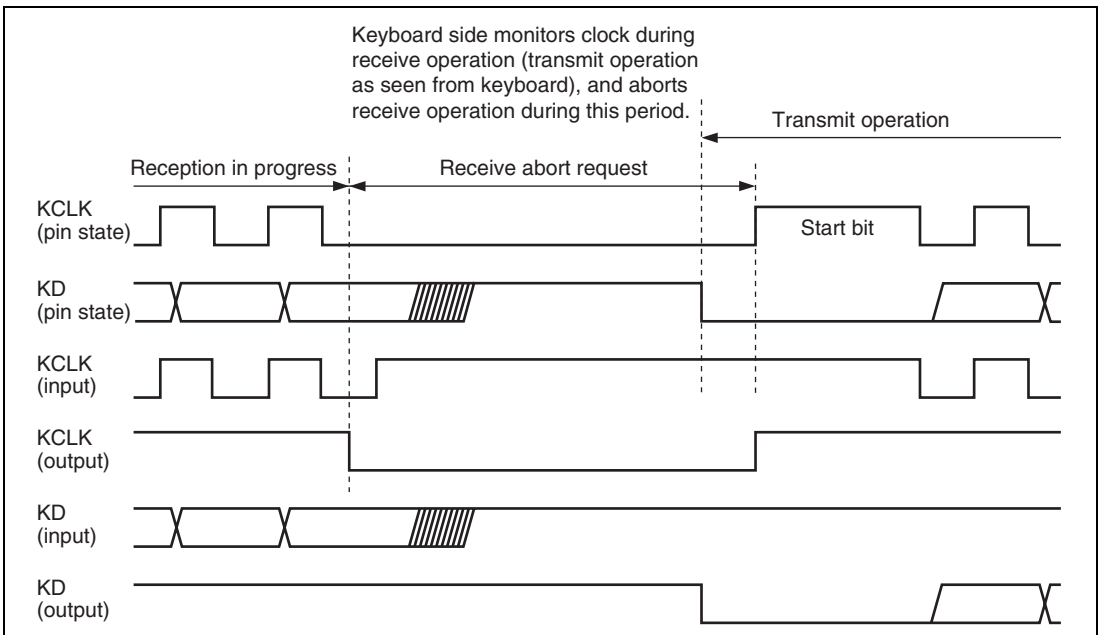 Keyboard side monitors clock during
receive operation (transmit operation
as seen from keyboard), and aborts
receive operation during this period.
Transmit operation
Reception in progress
Receive abort request
KCLK
(pin state)
Start bit
KD
(pin state)
KCLK
(input)
KCLK
(output)
KD
(input)
KD
(output)